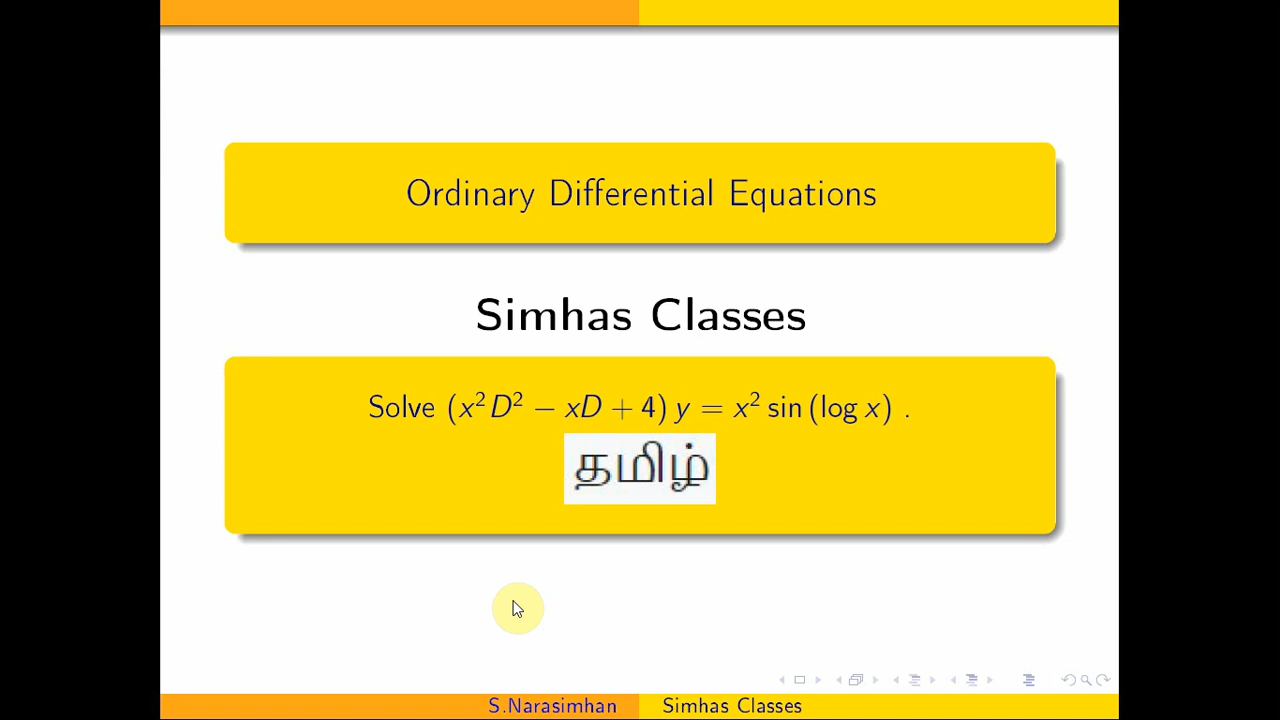 Ordinary Differential Equations
Simhas Classes
Solve (x²D² − xD + 4) y = x² sin (log x) .
தமிழ்
S.Narasimhan
Simhas Classes